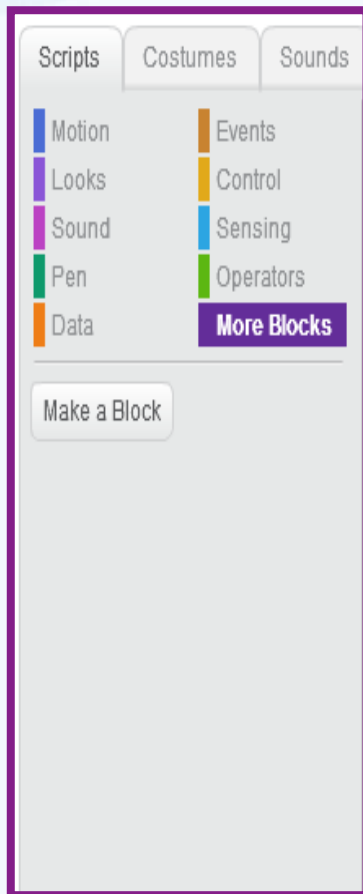 Scripts Costumes Sounds
Motion Events
Looks Control
Sound Sensing
Pen Operators
Data More Blocks
Make a Block